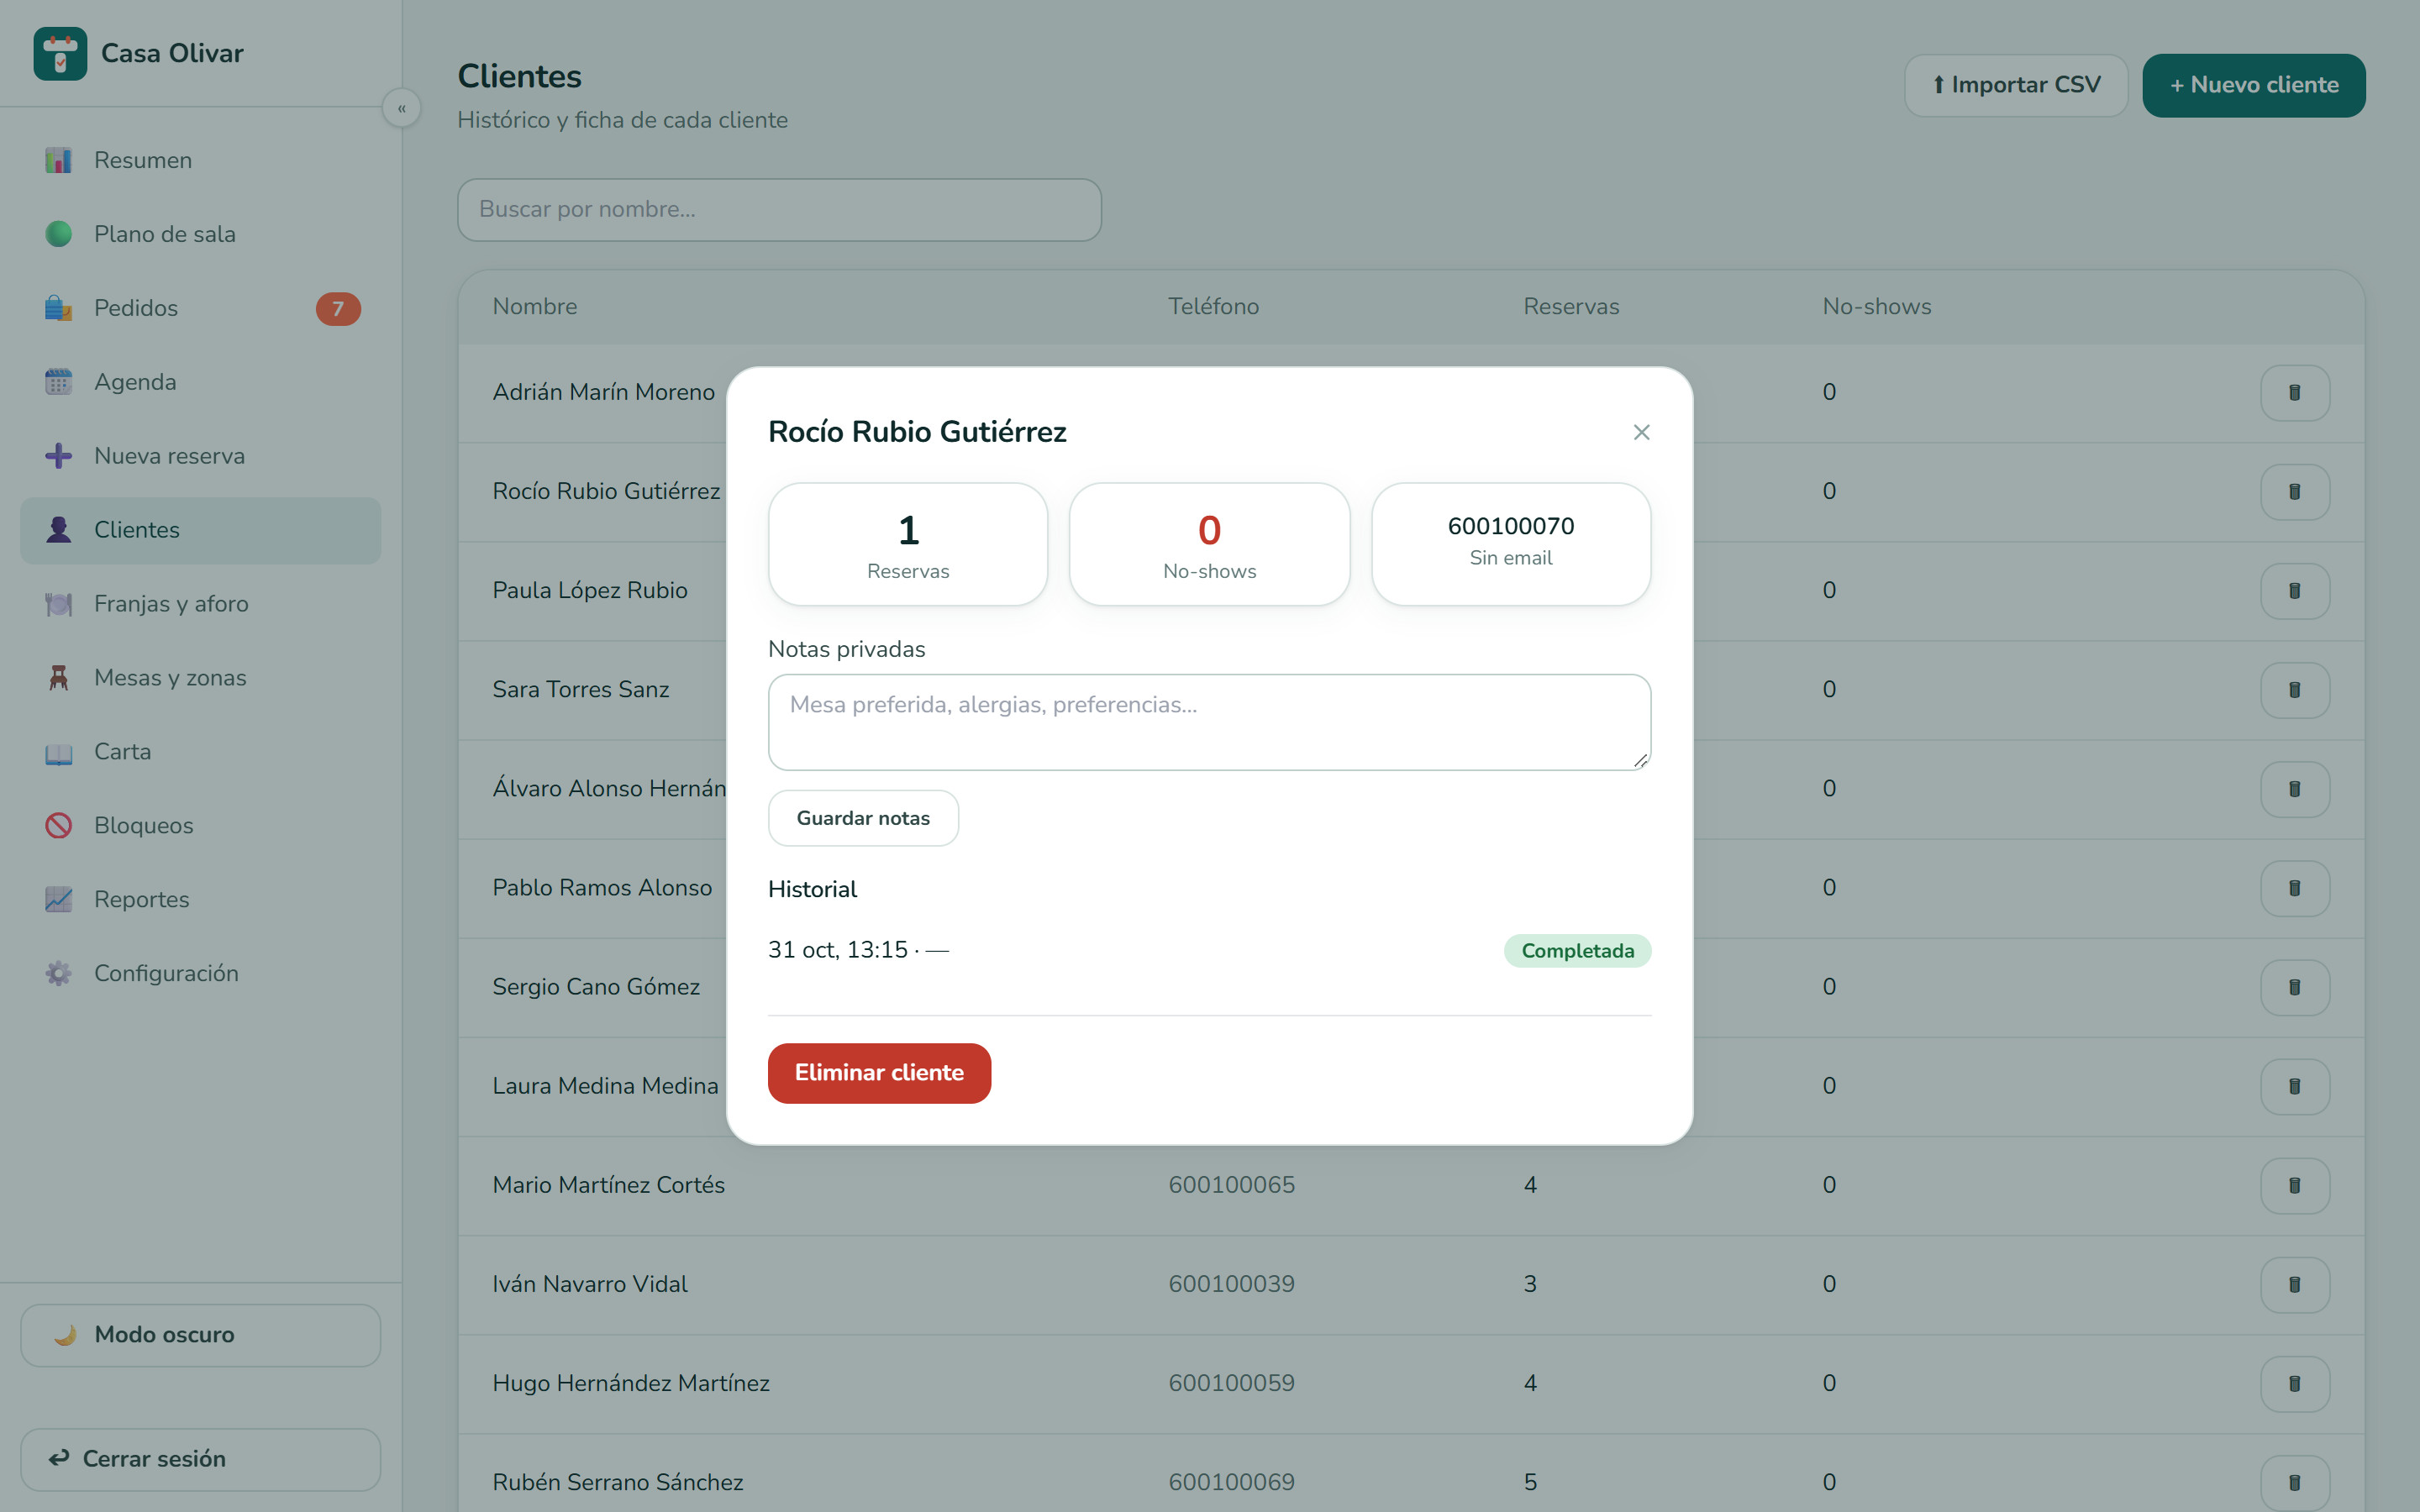 Casa Olivar
«
Resumen
Plano de sala
Pedidos 7
Agenda
Nueva reserva
Clientes
Franjas y aforo
Mesas y zonas
Carta
Bloqueos
Reportes
Configuración
Modo oscuro
Cerrar sesión
Clientes
Histórico y ficha de cada cliente
⬆ Importar CSV
+ Nuevo cliente
Buscar por nombre...
Nombre Teléfono Reservas No-shows
Adrián Marín Moreno 0
Rocío Rubio Gutiérrez 0
Paula López Rubio 0
Sara Torres Sanz 0
Álvaro Alonso Hernán 0
Pablo Ramos Alonso 0
Sergio Cano Gómez 0
Laura Medina Medina 0
Mario Martínez Cortés 600100065 4 0
Iván Navarro Vidal 600100039 3 0
Hugo Hernández Martínez 600100059 4 0
Rubén Serrano Sánchez 600100069 5 0
Rocío Rubio Gutiérrez ×
1
Reservas
0
No-shows
600100070
Sin email
Notas privadas
Mesa preferida, alergias, preferencias...
Guardar notas
Historial
31 oct, 13:15 · — Completada
Eliminar cliente